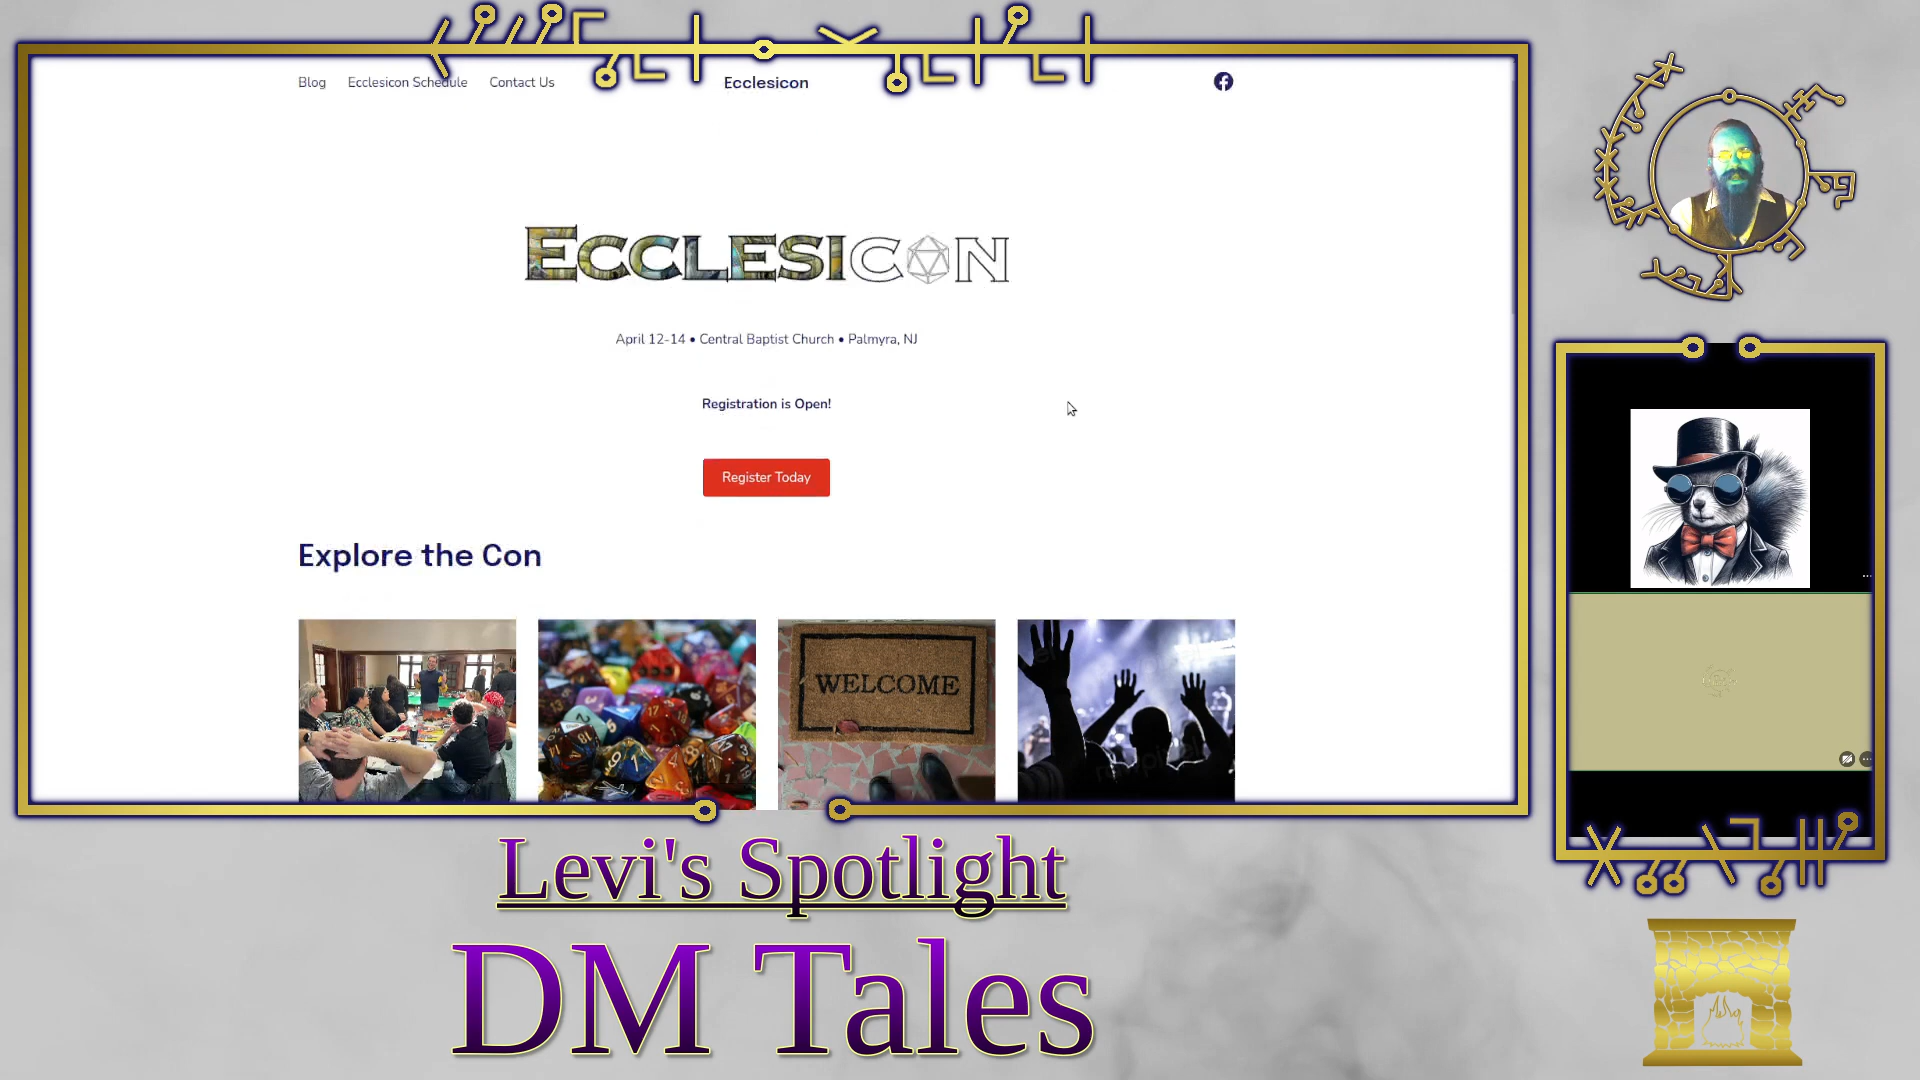 Blog Ecclesicon Schedule Contact Us Ecclesicon
ECCLESICON
April 12-14 • Central Baptist Church • Palmyra, NJ
Registration is Open!
Register Today
Explore the Con
WELCOME
Levi's Spotlight
DM Tales